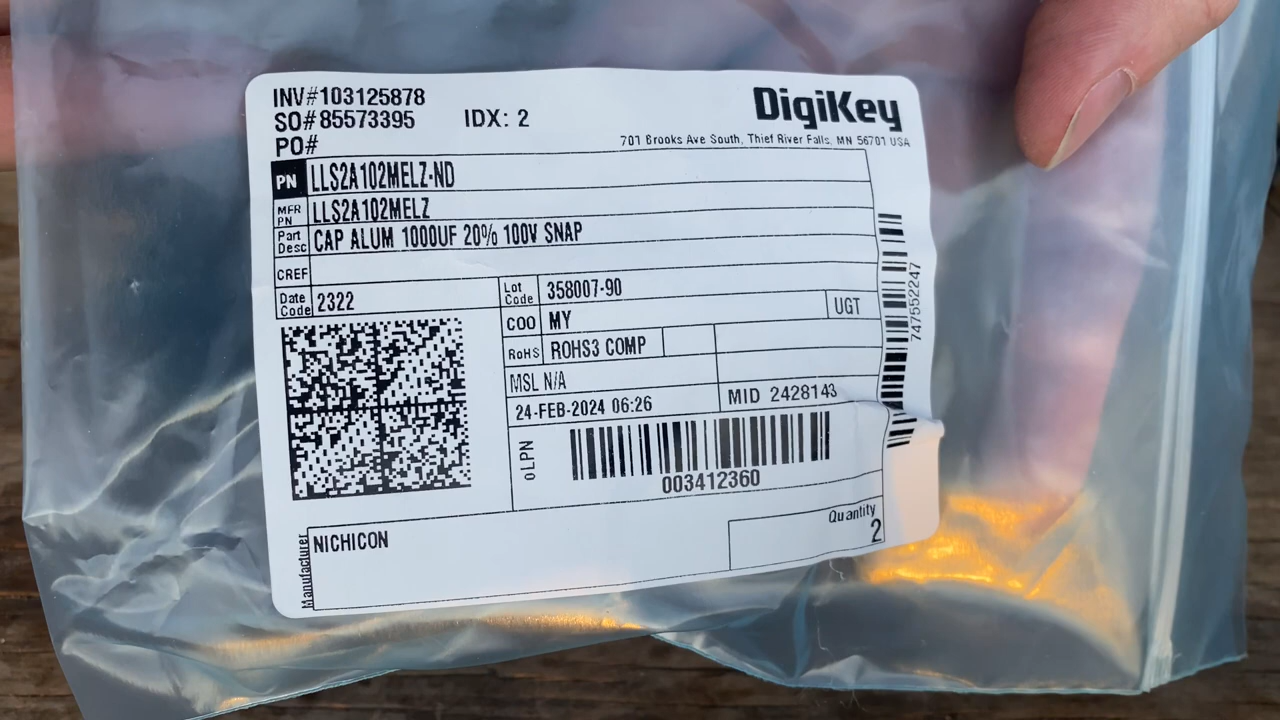 INV#103125878
SO#85573395 IDX: 2
PO#
DigiKey
701 Brooks Ave South, Thief River Falls, MN 56701 USA
PN LLS2A102MELZ-ND
MFR PN LLS2A102MELZ
Part Desc CAP ALUM 1000UF 20% 100V SNAP
CREF
Date Code 2322
Lot Code 358007-90
COO MY UGT
RoHS ROHS3 COMP
MSL N/A
24-FEB-2024 06:26 MID 2428143
oLPN
003412360
747552247
Manufacturer NICHICON
Quantity
2